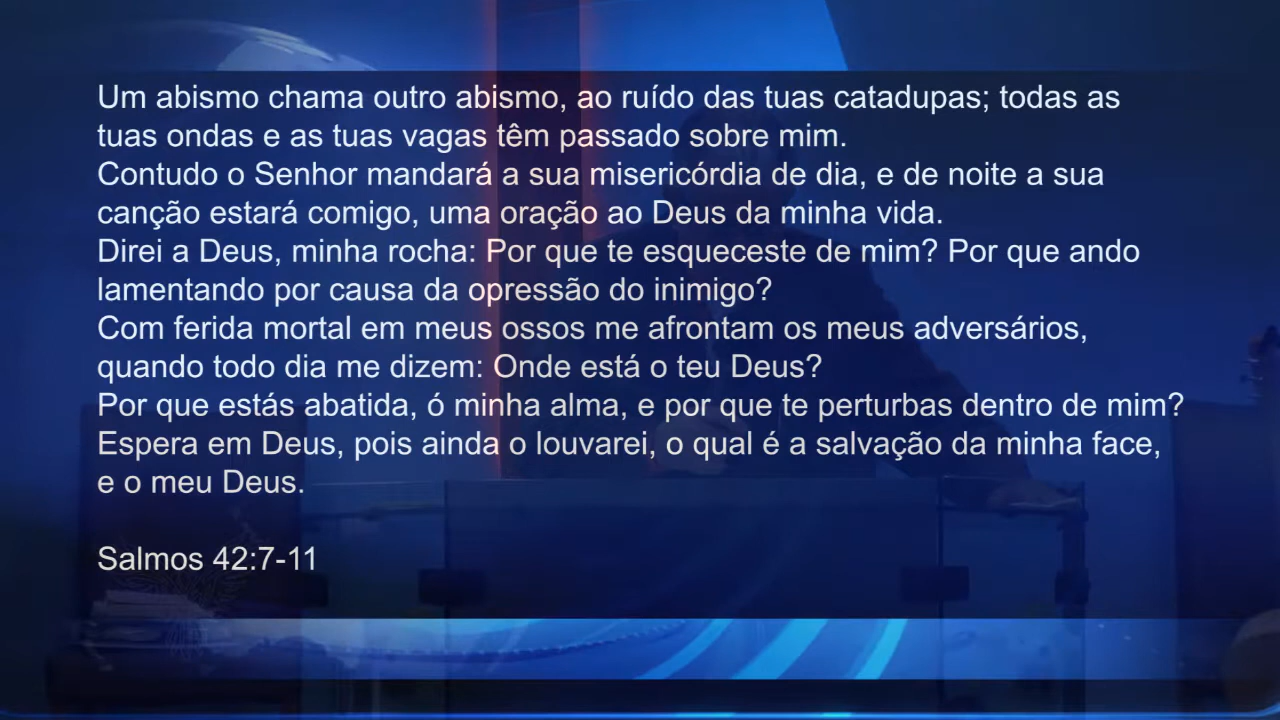 Um abismo chama outro abismo, ao ruído das tuas catadupas; todas as
tuas ondas e as tuas vagas têm passado sobre mim.
Contudo o Senhor mandará a sua misericórdia de dia, e de noite a sua
canção estará comigo, uma oração ao Deus da minha vida.
Direi a Deus, minha rocha: Por que te esqueceste de mim? Por que ando
lamentando por causa da opressão do inimigo?
Com ferida mortal em meus ossos me afrontam os meus adversários,
quando todo dia me dizem: Onde está o teu Deus?
Por que estás abatida, ó minha alma, e por que te perturbas dentro de mim?
Espera em Deus, pois ainda o louvarei, o qual é a salvação da minha face,
e o meu Deus.
Salmos 42:7-11